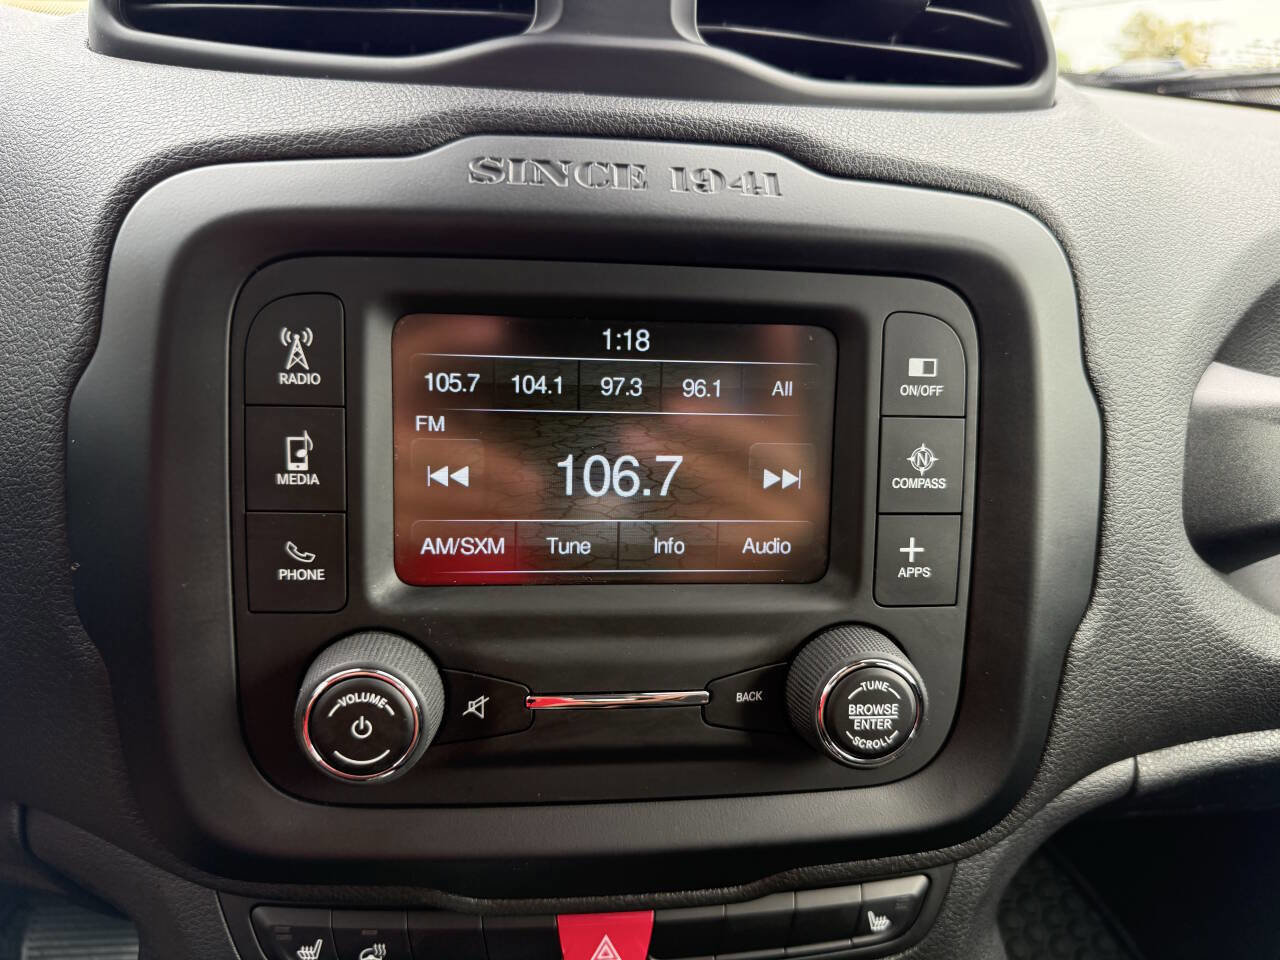 SINCE 1941
1:18
105.7 104.1 97.3 96.1 All
FM
106.7
AM/SXM Tune Info Audio
RADIO
MEDIA
PHONE
ON/OFF
N
COMPASS
APPS
VOLUME
BACK
TUNE
BROWSE
ENTER
SCROLL